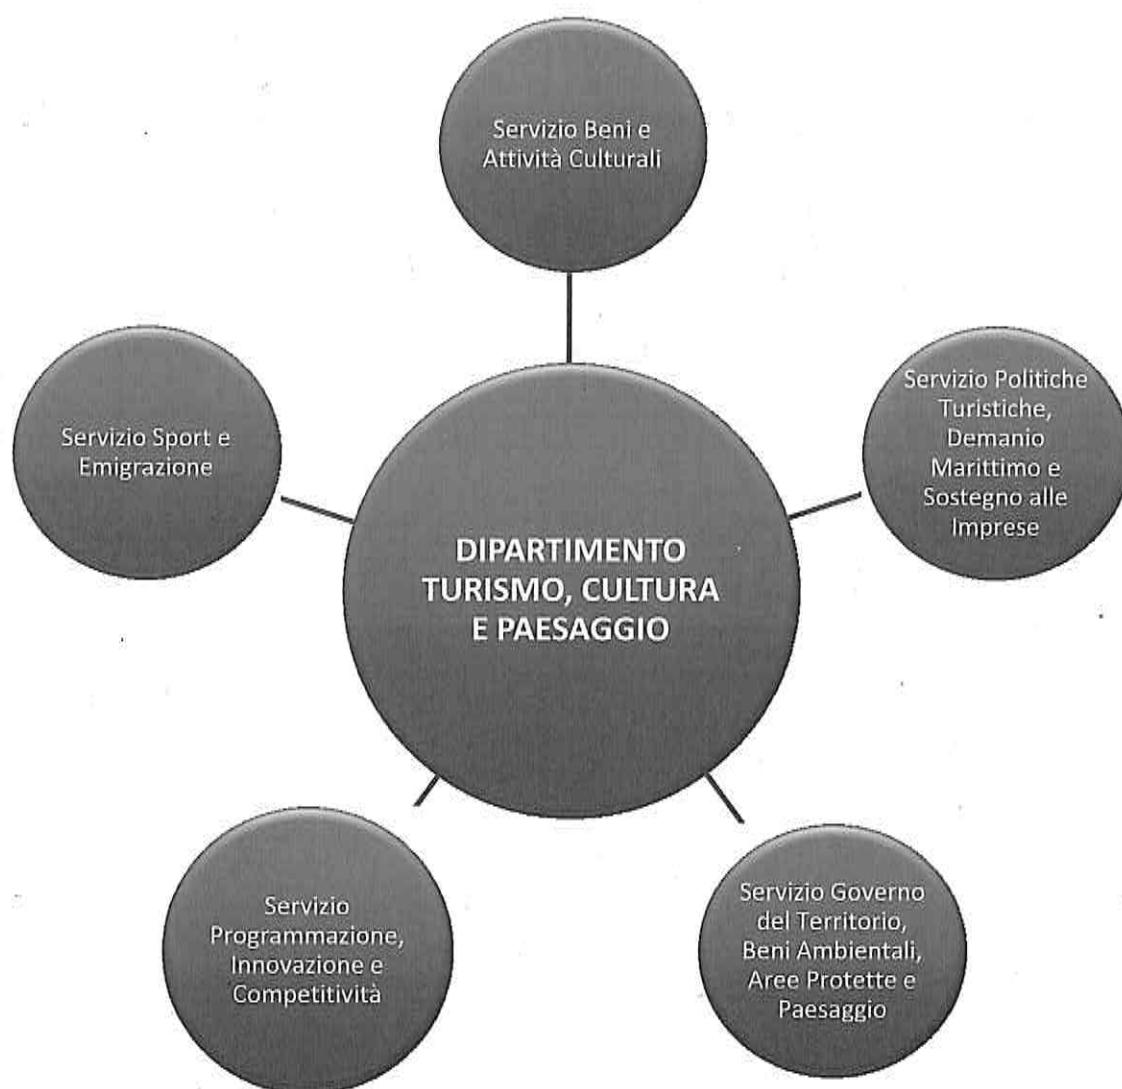 Servizio Beni e
Attività Culturali
Servizio Politiche
Turistiche,
Demanio
Marittimo e
Sostegno alle
Imprese
Servizio Sport e
Emigrazione
DIPARTIMENTO
TURISMO, CULTURA
E PAESAGGIO
Servizio
Programmazione,
Innovazione e
Competitività
Servizio Governo
del Territorio,
Beni Ambientali,
Aree Protette e
Paesaggio